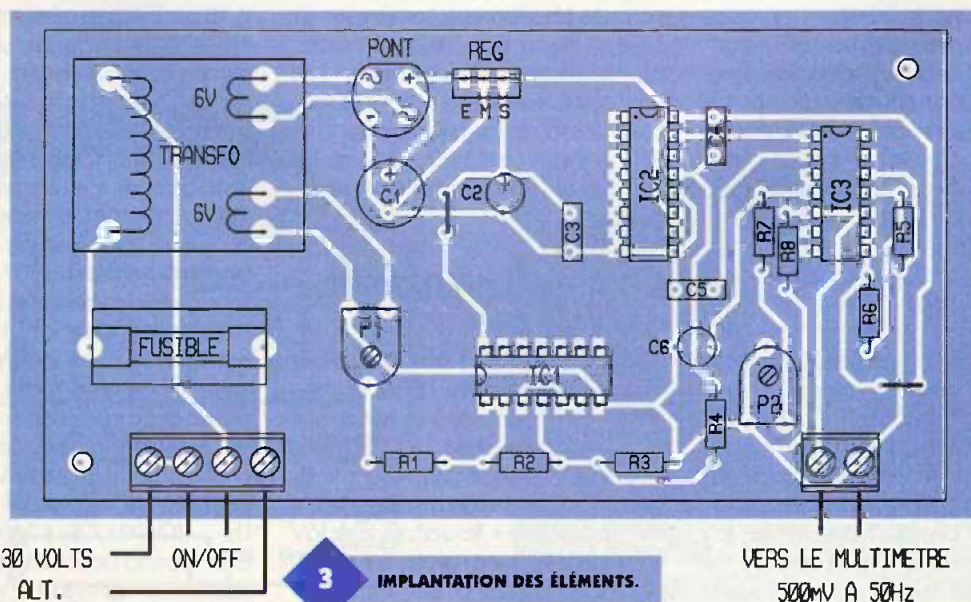 PONT
REG
6V
TRANSFO
6V
E M S
C1
C2
C3
IC2
C4
IC3
R7
R8
R5
R6
C5
C6
P1
P2
FUSIBLE
IC1
R1
R2
R3
R4
30 VOLTS
ALT.
ON/OFF
VERS LE MULTIMETRE
500mV A 50Hz
3
IMPLANTATION DES ÉLÉMENTS.